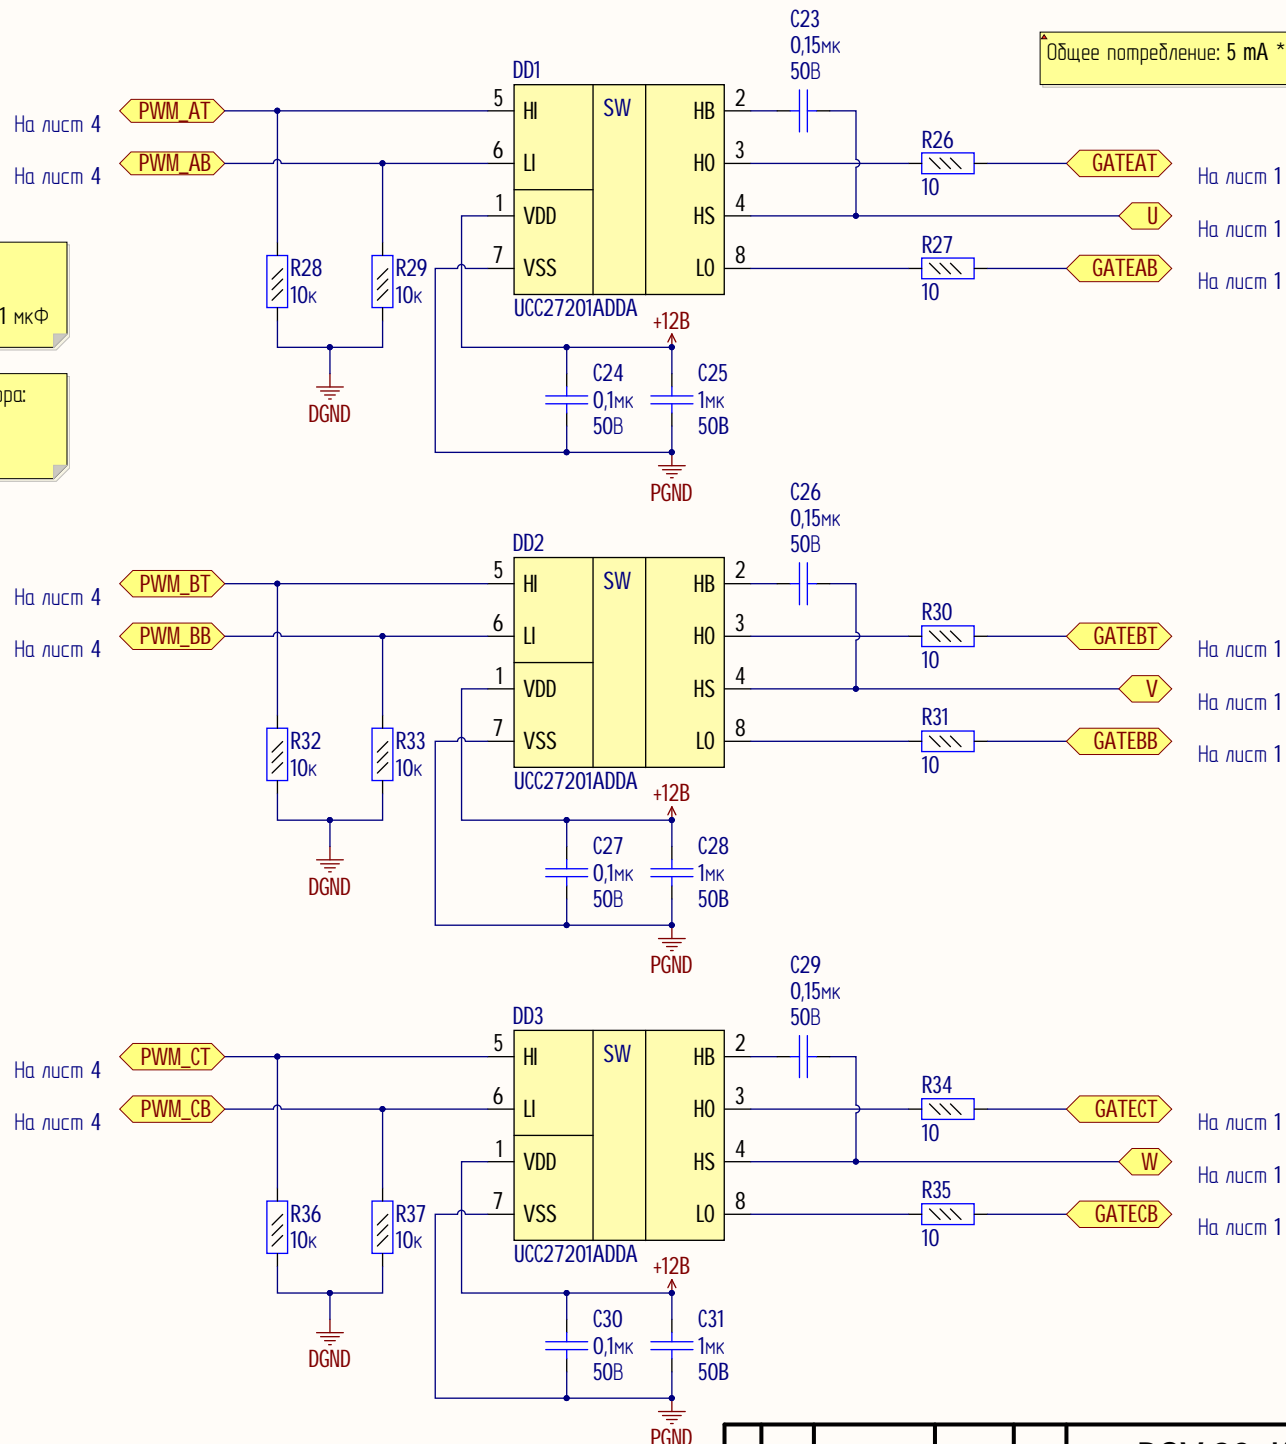 C23
0,15мк
50В
Общее потребление: 5 mA *
DD1
На лист 4 PWM_AT 5 HI SW HB 2
На лист 4 PWM_AB 6 LI HO 3 R26 10 GATEAT На лист 1
1 VDD HS 4 U На лист 1
7 VSS LO 8 R27 10 GATEAB На лист 1
R28 10к
R29 10к
UCC27201ADDA
1 мкФ
ора:
+12В
C24 0,1мк 50В
C25 1мк 50В
DGND
PGND
C26
0,15мк
50В
DD2
На лист 4 PWM_BT 5 HI SW HB 2
На лист 4 PWM_BB 6 LI HO 3 R30 10 GATEBT На лист 1
1 VDD HS 4 V На лист 1
7 VSS LO 8 R31 10 GATEBB На лист 1
R32 10к
R33 10к
UCC27201ADDA
+12В
C27 0,1мк 50В
C28 1мк 50В
DGND
PGND
C29
0,15мк
50В
DD3
На лист 4 PWM_CT 5 HI SW HB 2
На лист 4 PWM_CB 6 LI HO 3 R34 10 GATECT На лист 1
1 VDD HS 4 W На лист 1
7 VSS LO 8 R35 10 GATECB На лист 1
R36 10к
R37 10к
UCC27201ADDA
+12В
C30 0,1мк 50В
C31 1мк 50В
DGND
PGND